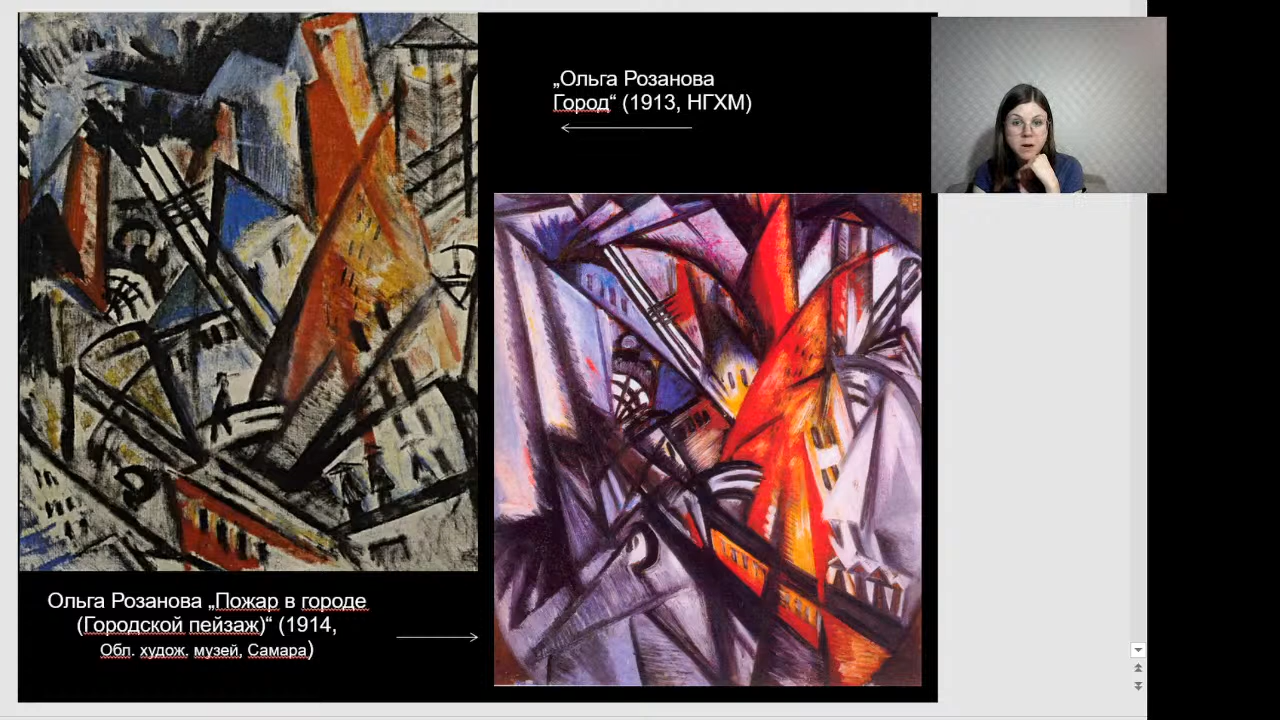 „Ольга Розанова
Город“ (1913, НГХМ)
Ольга Розанова „Пожар в городе
(Городской пейзаж)“ (1914,
Обл. худож. музей, Самара)